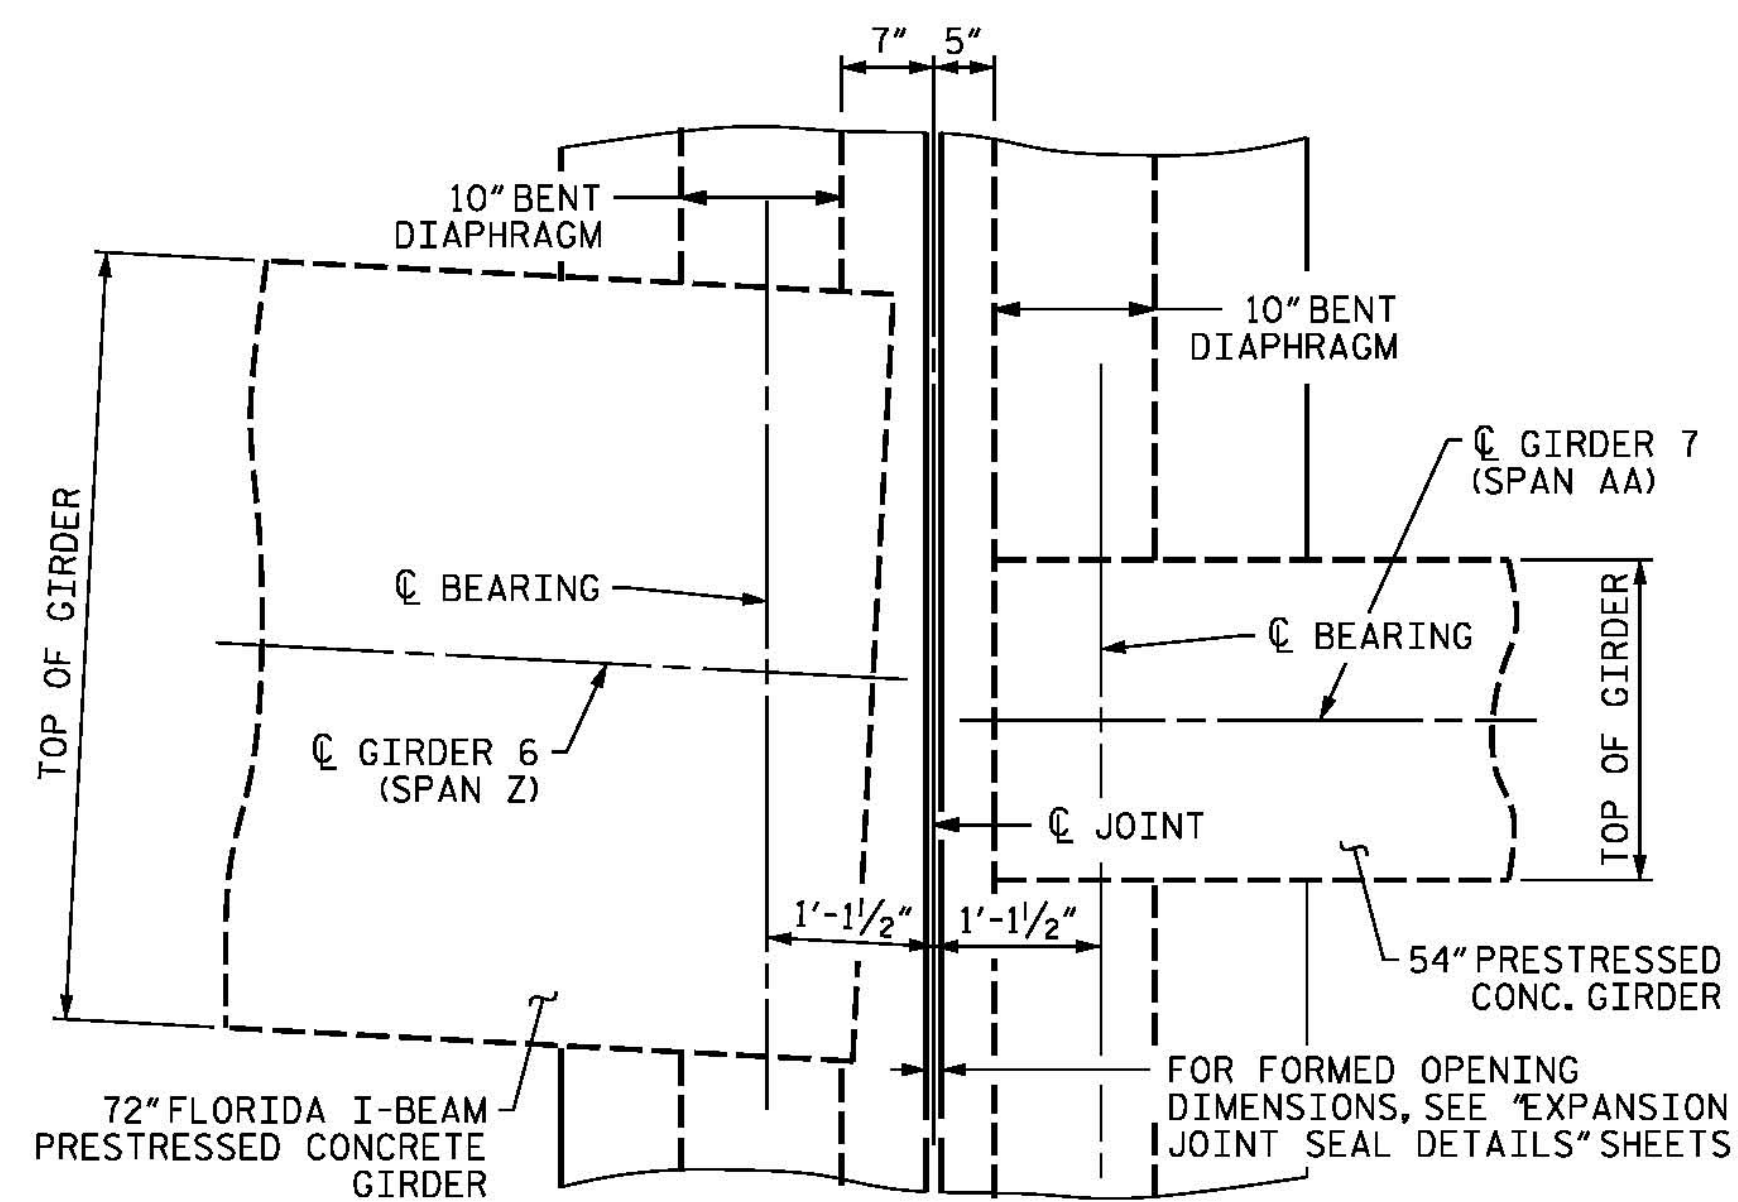 7" 5"
10" BENT
DIAPHRAGM
10" BENT
DIAPHRAGM
℄ GIRDER 7
(SPAN AA)
TOP OF GIRDER
℄ BEARING
TOP OF GIRDER
℄ BEARING
℄ GIRDER 6
(SPAN Z)
℄ JOINT
1'-1½" 1'-1½"
54" PRESTRESSED
CONC. GIRDER
72" FLORIDA I-BEAM
PRESTRESSED CONCRETE
GIRDER
FOR FORMED OPENING
DIMENSIONS, SEE "EXPANSION
JOINT SEAL DETAILS" SHEETS